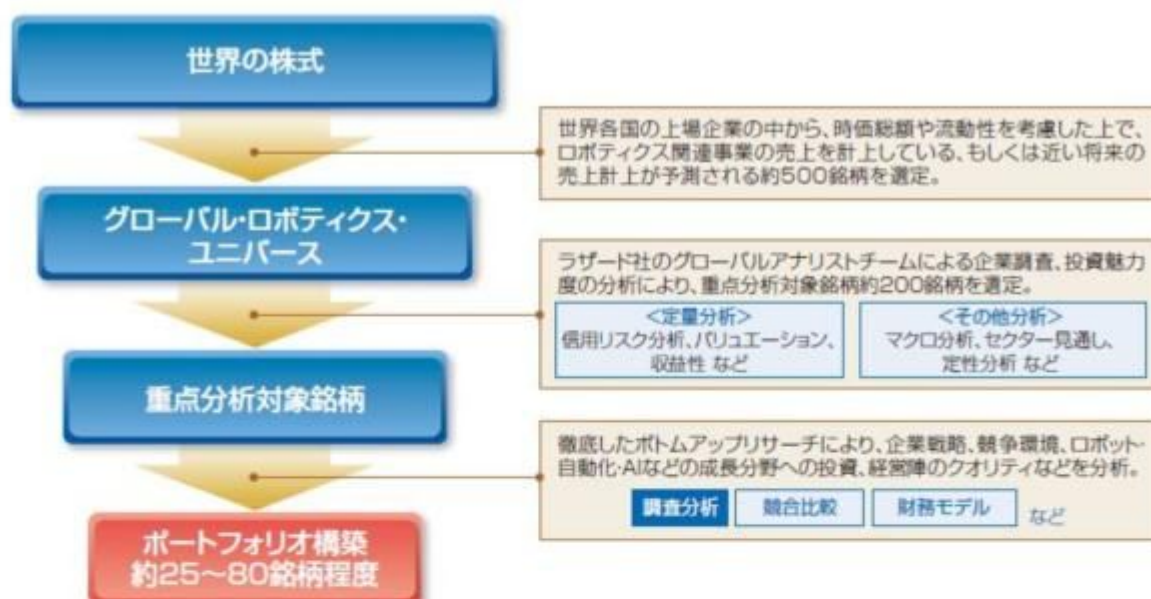 世界の株式
世界各国の上場企業の中から、時価総額や流動性を考慮した上で、
ロボティクス関連事業の売上を計上している、もしくは近い将来の
売上計上が予測される約500銘柄を選定。
グローバル・ロボティクス・
ユニバース
ラザード社のグローバルアナリストチームによる企業調査、投資魅力
度の分析により、重点分析対象銘柄約200銘柄を選定。
<定量分析>
信用リスク分析、バリュエーション、
収益性 など
<その他分析>
マクロ分析、セクター見通し、
定性分析 など
重点分析対象銘柄
徹底したボトムアップリサーチにより、企業戦略、競争環境、ロボット・
自動化・AIなどの成長分野への投資、経営陣のクオリティなどを分析。
調査分析
競合比較
財務モデル
など
ポートフォリオ構築
約25～80銘柄程度